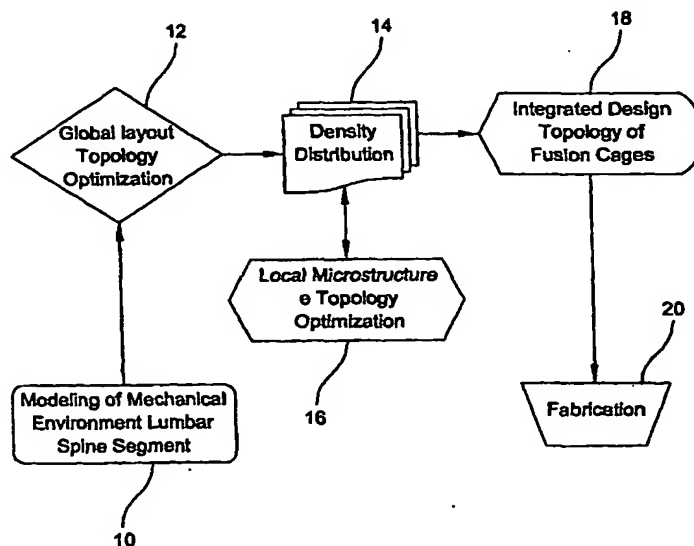 12
14
18
Global layout
Topology
Optimization
Density
Distribution
Integrated Design
Topology of
Fusion Cages
Local Microstructur
e Topology
Optimization
16
20
Modeling of Mechanical
Environment Lumbar
Spine Segment
10
Fabrication